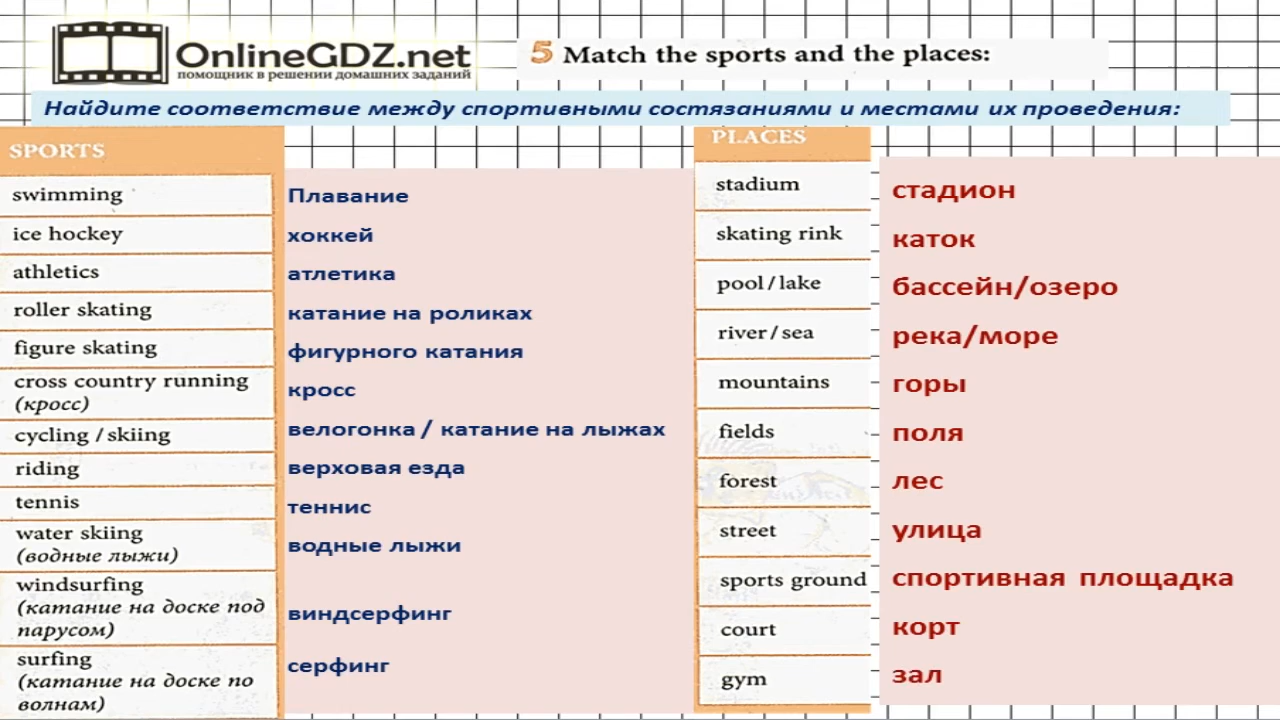 OnlineGDZ.net
помощник в решении домашних заданий
5 Match the sports and the places:
Найдите соответствие между спортивными состязаниями и местами их проведения:
SPORTS
swimming
ice hockey
athletics
roller skating
figure skating
cross country running
(кросс)
cycling / skiing
riding
tennis
water skiing
(водные лыжи)
windsurfing
(катание на доске под
парусом)
surfing
(катание на доске по
волнам)
Плавание
хоккей
атлетика
катание на роликах
фигурного катания
кросс
велогонка / катание на лыжах
верховая езда
теннис
водные лыжи
виндсерфинг
серфинг
PLACES
stadium
skating rink
pool / lake
river / sea
mountains
fields
forest
street
sports ground
court
gym
стадион
каток
бассейн/озеро
река/море
горы
поля
лес
улица
спортивная площадка
корт
зал